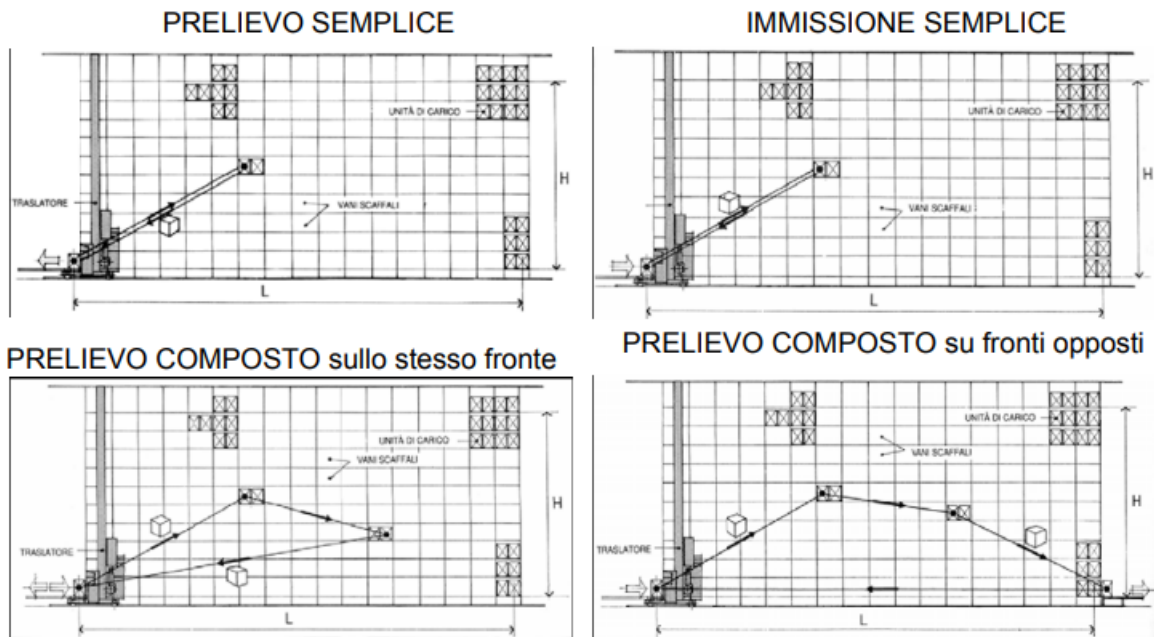 PRELIEVO SEMPLICE
UNITÀ DI CARICO
H
TRASLATORE
VANI SCAFFALI
L
IMMISSIONE SEMPLICE
UNITÀ DI CARICO
H
VANI SCAFFALI
L
PRELIEVO COMPOSTO sullo stesso fronte
UNITÀ DI CARICO
VANI SCAFFALI
H
TRASLATORE
L
PRELIEVO COMPOSTO su fronti opposti
UNITÀ DI CARICO
VANI SCAFFALI
H
TRASLATORE
L